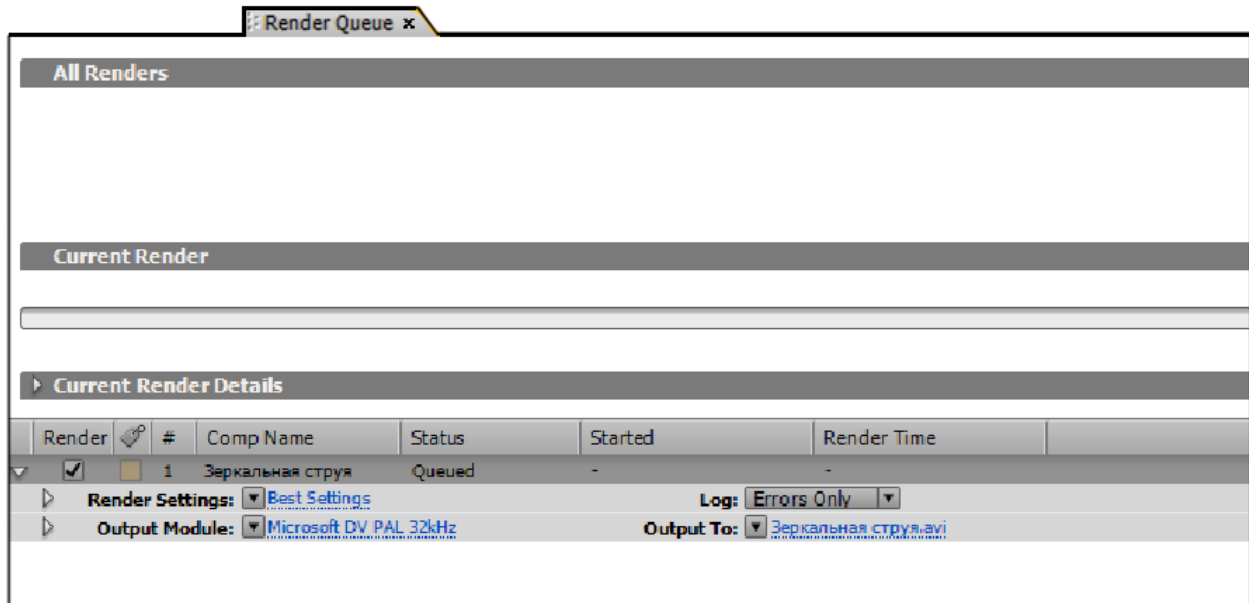 Render Queue x
All Renders
Current Render
Current Render Details
Render # Comp Name Status Started Render Time
1 Зеркальная струя Queued - -
Render Settings: Best Settings Log: Errors Only
Output Module: Microsoft DV PAL 32kHz Output To: Зеркальная струя.avi